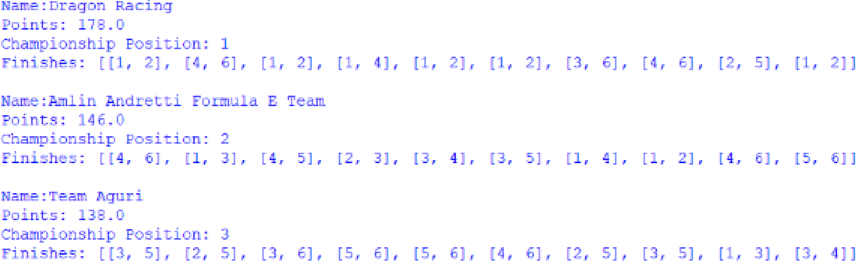 Name:Dragon Racing
Points: 178.0
Championship Position: 1
Finishes: [[1, 2], [4, 6], [1, 2], [1, 4], [1, 2], [1, 2], [3, 6], [4, 6], [2, 5], [1, 2]]
Name:Amlin Andretti Formula E Team
Points: 146.0
Championship Position: 2
Finishes: [[4, 6], [1, 3], [4, 5], [2, 3], [3, 4], [3, 5], [1, 4], [1, 2], [4, 6], [5, 6]]
Name:Team Aguri
Points: 138.0
Championship Position: 3
Finishes: [[3, 5], [2, 5], [3, 6], [5, 6], [5, 6], [4, 6], [2, 5], [3, 5], [1, 3], [3, 4]]